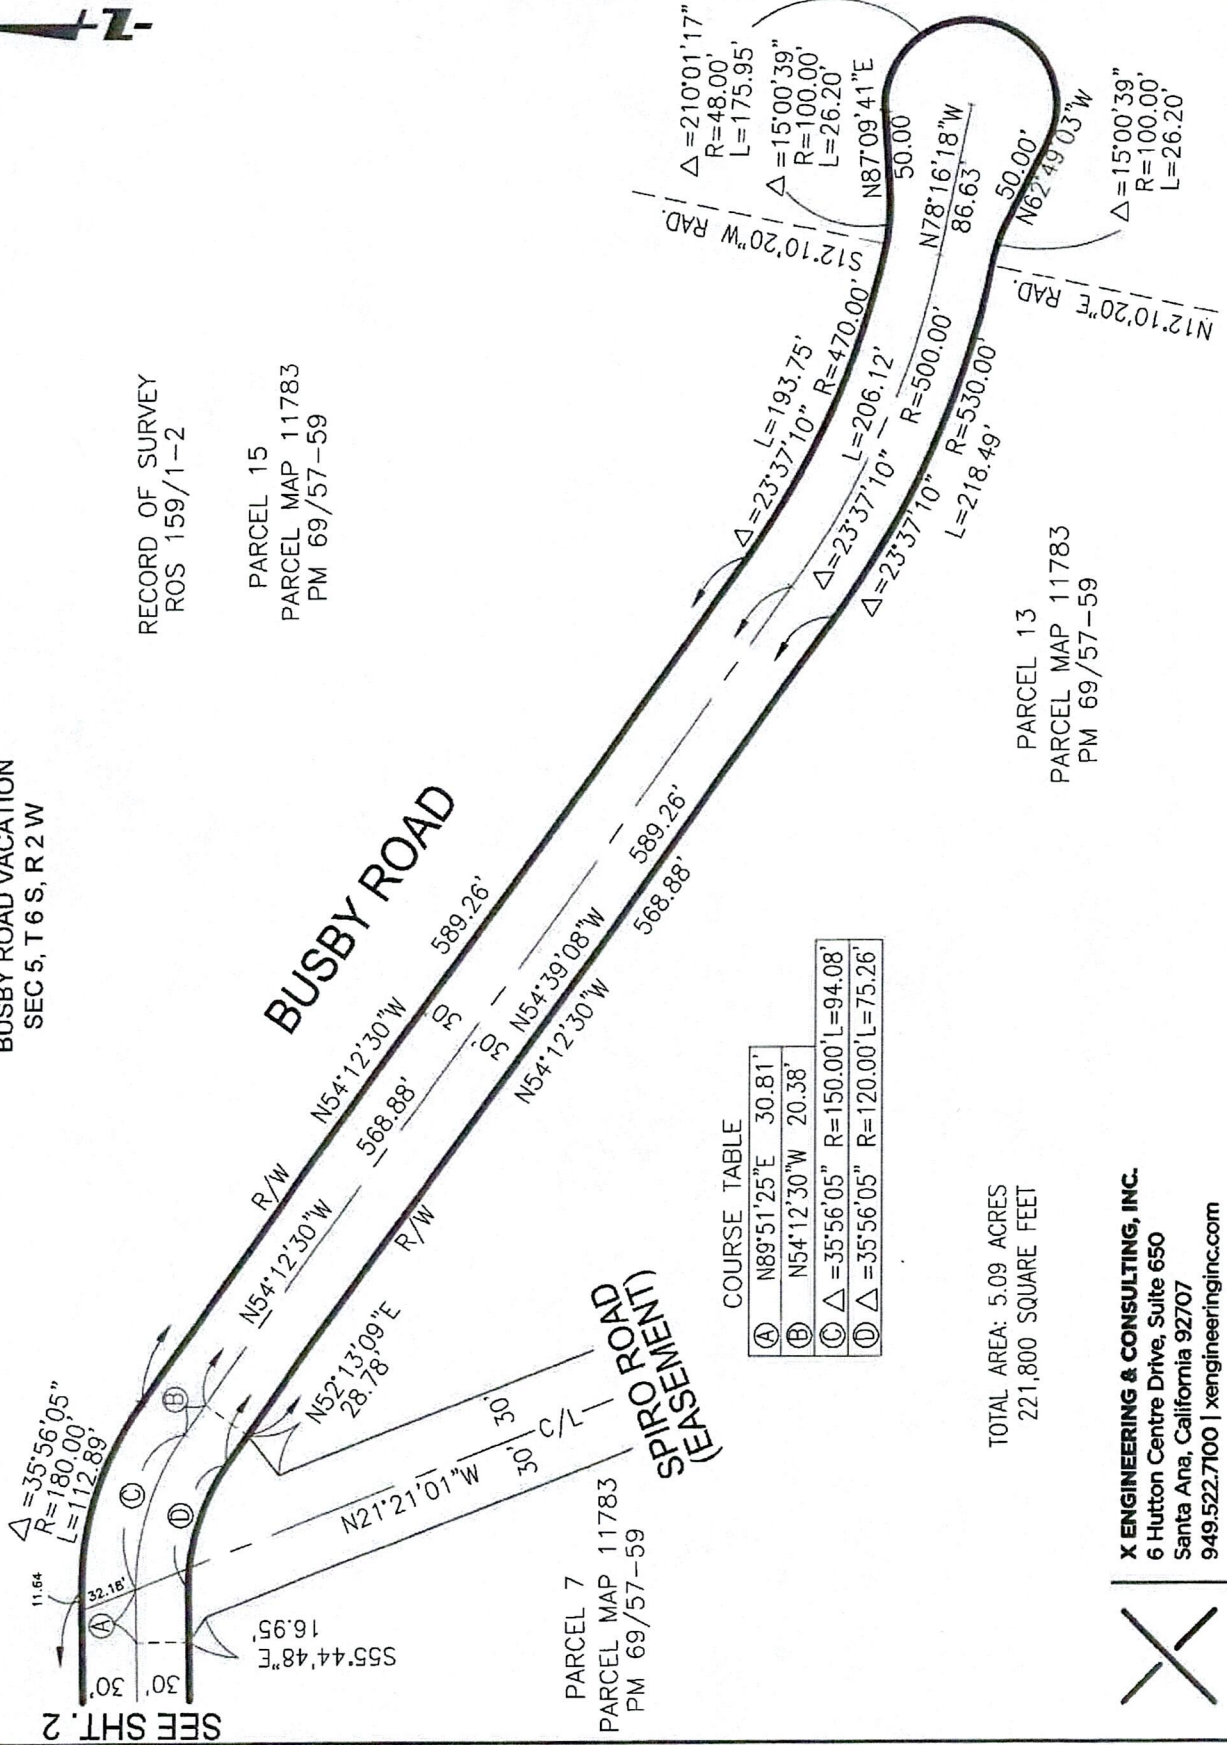 BUSBY ROAD VACATION
SEC 5, T 6 S, R 2 W
N
RECORD OF SURVEY
ROS 159/1-2
PARCEL 15
PARCEL MAP 11783
PM 69/57-59
SEE SHT. 2
30'
30'
11.64
32.18'
△=35°56'05"
R=180.00'
L=112.89'
Ⓐ
Ⓒ
Ⓓ
Ⓑ
S55°44'48"E
16.95'
N52°13'09"E
28.78'
N21°21'01"W
30'
30'
C/L
SPIRO ROAD
(EASEMENT)
PARCEL 7
PARCEL MAP 11783
PM 69/57-59
BUSBY ROAD
R/W
N54°12'30"W
589.26'
N54°12'30"W
568.88'
30'
30'
N54°39'08"W
589.26'
R/W
N54°12'30"W
568.88'
△=23°37'10"
L=193.75'
R=470.00'
△=23°37'10"
L=206.12'
R=500.00'
△=23°37'10"
R=530.00'
L=218.49'
S12°10'20"W RAD.
N12°10'20"E RAD.
△=210°01'17"
R=48.00'
L=175.95'
△=15°00'39"
R=100.00'
L=26.20'
N87°09'41"E
50.00
N78°16'18"W
86.63'
50.00'
N62°49'03"W
△=15°00'39"
R=100.00'
L=26.20'
PARCEL 13
PARCEL MAP 11783
PM 69/57-59
COURSE TABLE
Ⓐ N89°51'25"E 30.81'
Ⓑ N54°12'30"W 20.38'
Ⓒ △=35°56'05" R=150.00' L=94.08'
Ⓓ △=35°56'05" R=120.00' L=75.26'
TOTAL AREA: 5.09 ACRES
221,800 SQUARE FEET
X ENGINEERING & CONSULTING, INC.
6 Hutton Centre Drive, Suite 650
Santa Ana, California 92707
949.522.7100 | xengineeringinc.com